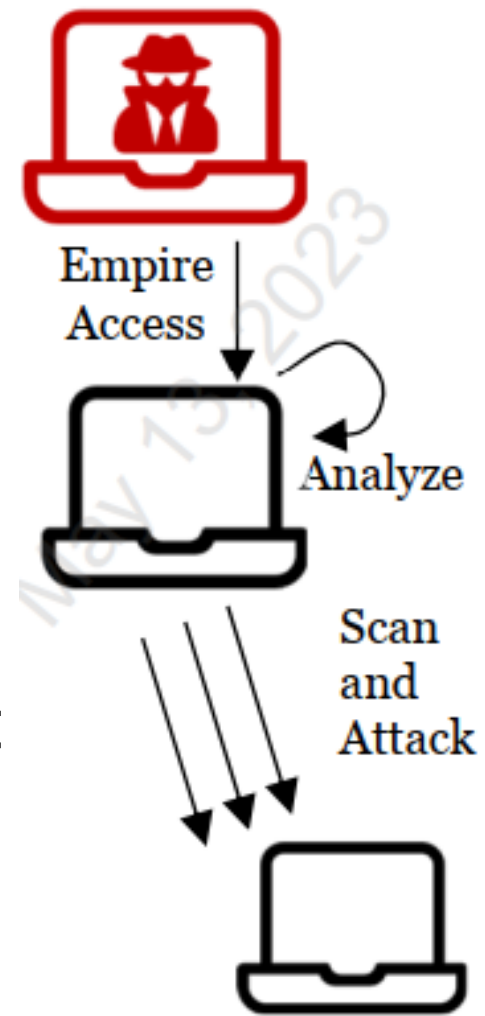 Empire
Access
May 13, 2023
Analyze
Scan
and
Attack